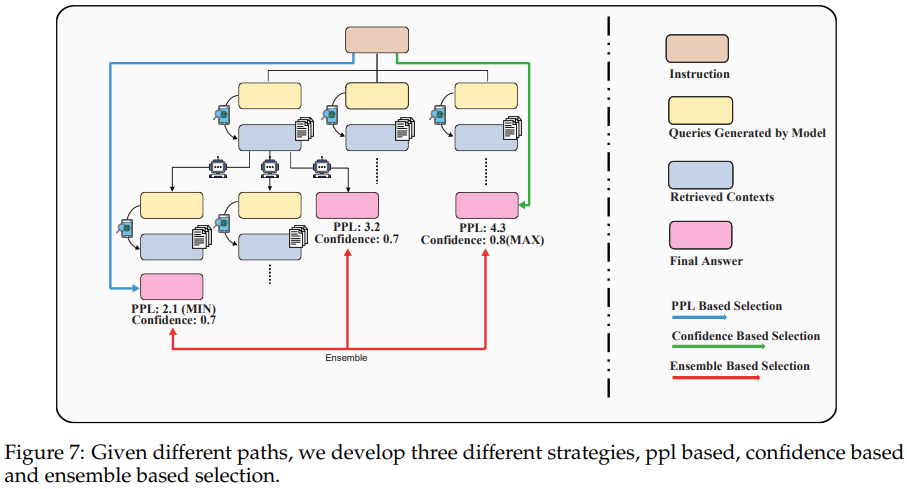 Instruction
Queries Generated by Model
Retrieved Contexts
Final Answer
PPL: 3.2
Confidence: 0.7
PPL: 4.3
Confidence: 0.8(MAX)
PPL: 2.1 (MIN)
Confidence: 0.7
Ensemble
PPL Based Selection
Confidence Based Selection
Ensemble Based Selection
Figure 7: Given different paths, we develop three different strategies, ppl based, confidence based
and ensemble based selection.